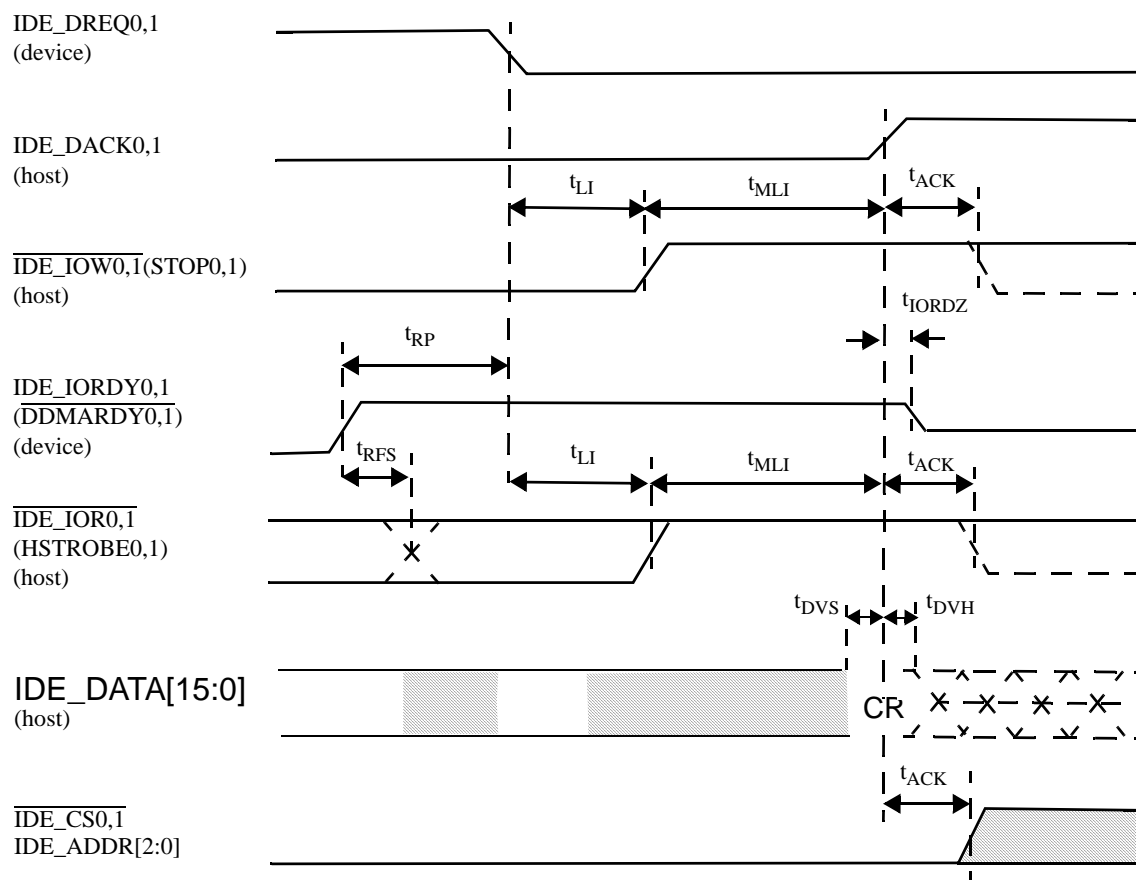 IDE_DREQ0,1
(device)
IDE_DACK0,1
(host)
tLI
tMLI
tACK
IDE_IOW0,1(STOP0,1)
(host)
tIORDZ
tRP
IDE_IORDY0,1
(DDMARDY0,1)
(device)
tRFS
tLI
tMLI
tACK
IDE_IOR0,1
(HSTROBE0,1)
(host)
tDVS
tDVH
IDE_DATA[15:0]
(host)
CR
tACK
IDE_CS0,1
IDE_ADDR[2:0]